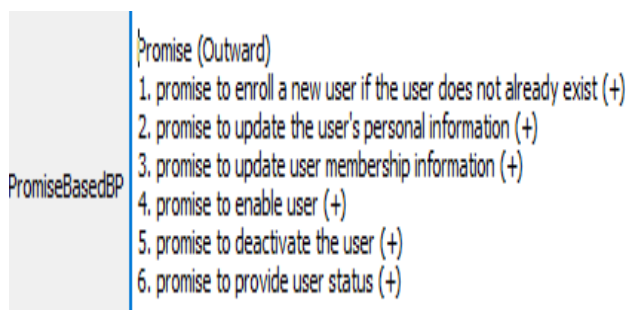 PromiseBasedBP
Promise (Outward)
1. promise to enroll a new user if the user does not already exist (+)
2. promise to update the user's personal information (+)
3. promise to update user membership information (+)
4. promise to enable user (+)
5. promise to deactivate the user (+)
6. promise to provide user status (+)